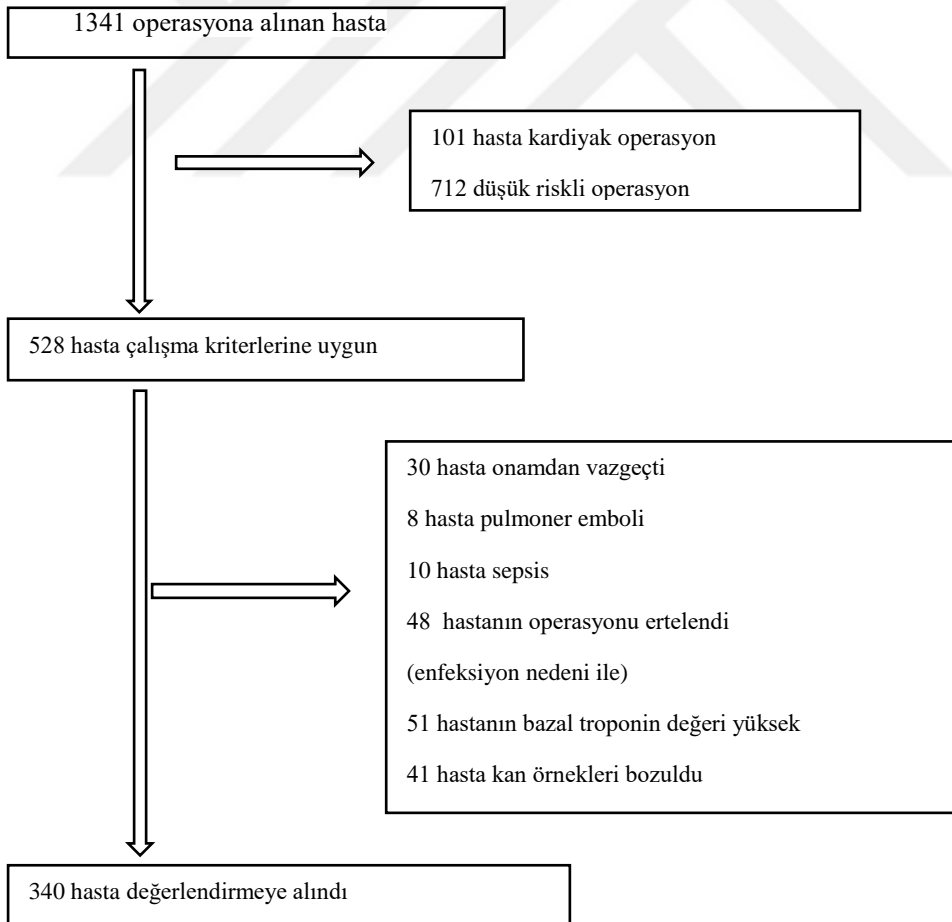 1341 operasyona alınan hasta
101 hasta kardiyak operasyon
712 düşük riskli operasyon
528 hasta çalışma kriterlerine uygun
30 hasta onamdan vazgeçti
8 hasta pulmoner emboli
10 hasta sepsis
48 hastanın operasyonu ertelendi
(enfeksiyon nedeni ile)
51 hastanın bazal troponin değeri yüksek
41 hasta kan örnekleri bozuldu
340 hasta değerlendirmeye alındı